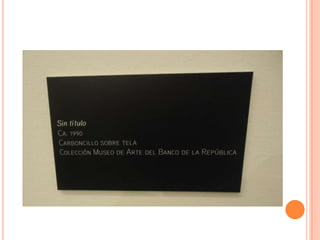 Sin título
Ca. 1990
Carboncillo sobre tela
Colección Museo de Arte del Banco de la República